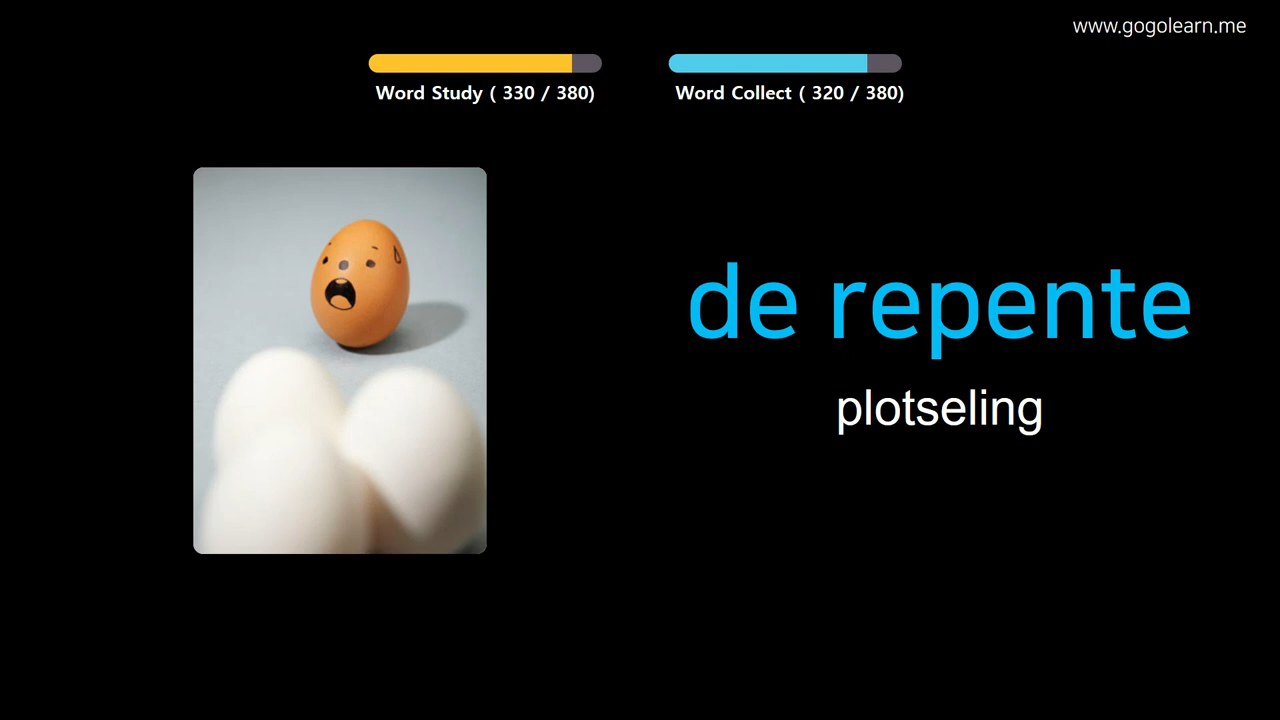 www.gogolearn.me
Word Study ( 330 / 380)
Word Collect ( 320 / 380)
de repente
plotseling